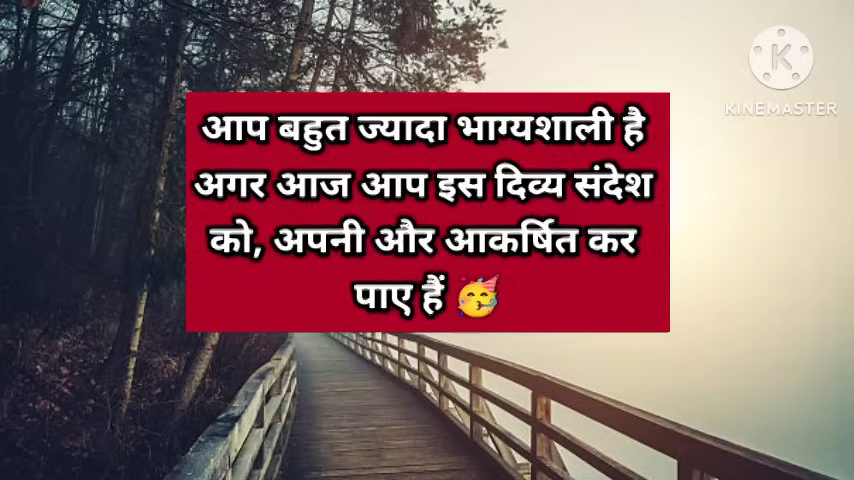 आप बहुत ज्यादा भाग्यशाली है
अगर आज आप इस दिव्य संदेश
को, अपनी और आकर्षित कर
पाए हैं 🥳
K
KINEMASTER